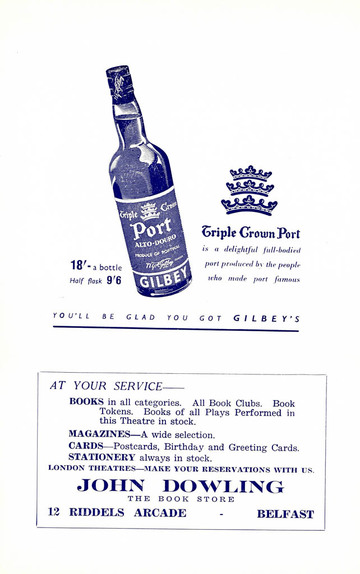 Triple Crown
Port
ALTO-DOURO
PRODUCE OF PORTUGAL
GILBEY
18'- a bottle
Half flask 9'6
Triple Crown Port
is a delightful full-bodied
port produced by the people
who made port famous
YOU'LL BE GLAD YOU GOT GILBEY'S
AT YOUR SERVICE—
BOOKS in all categories. All Book Clubs. Book
Tokens. Books of all Plays Performed in
this Theatre in stock.
MAGAZINES—A wide selection.
CARDS—Postcards, Birthday and Greeting Cards.
STATIONERY always in stock.
LONDON THEATRES—MAKE YOUR RESERVATIONS WITH US.
JOHN DOWLING
THE BOOK STORE
12 RIDDELS ARCADE - BELFAST